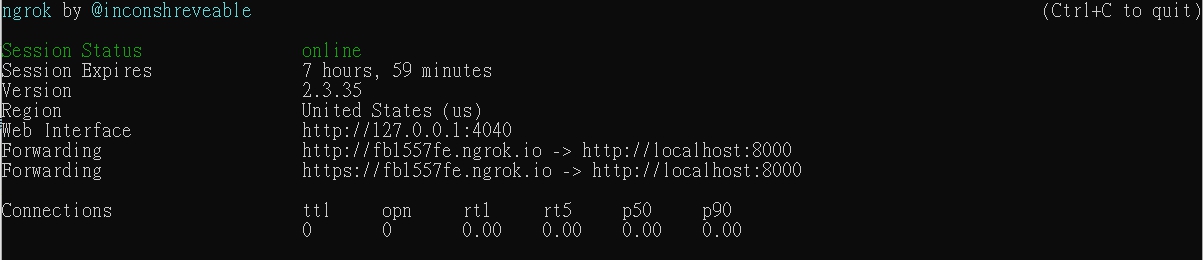 ngrok by @inconshreveable (Ctrl+C to quit)
Session Status online
Session Expires 7 hours, 59 minutes
Version 2.3.35
Region United States (us)
Web Interface http://127.0.0.1:4040
Forwarding http://fb1557fe.ngrok.io -> http://localhost:8000
Forwarding https://fb1557fe.ngrok.io -> http://localhost:8000
Connections ttl opn rt1 rt5 p50 p90
0 0 0.00 0.00 0.00 0.00